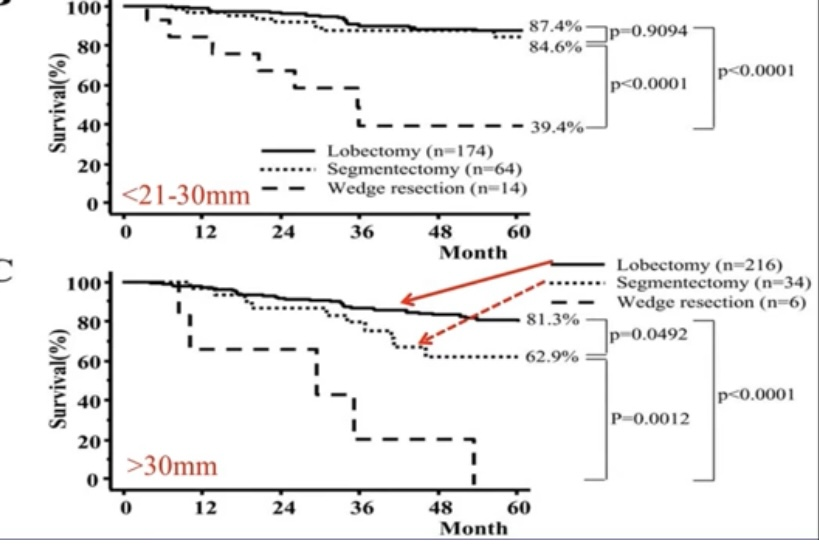 100
80
60
40
20
0
Survival(%)
87.4%
84.6%
39.4%
p=0.9094
p<0.0001
p<0.0001
Lobectomy (n=174)
Segmentectomy (n=64)
Wedge resection (n=14)
<21-30mm
0 12 24 36 48 60
Month
C
100
80
60
40
20
0
Survival(%)
Lobectomy (n=216)
Segmentectomy (n=34)
Wedge resection (n=6)
81.3%
62.9%
p=0.0492
P=0.0012
p<0.0001
>30mm
0 12 24 36 48 60
Month